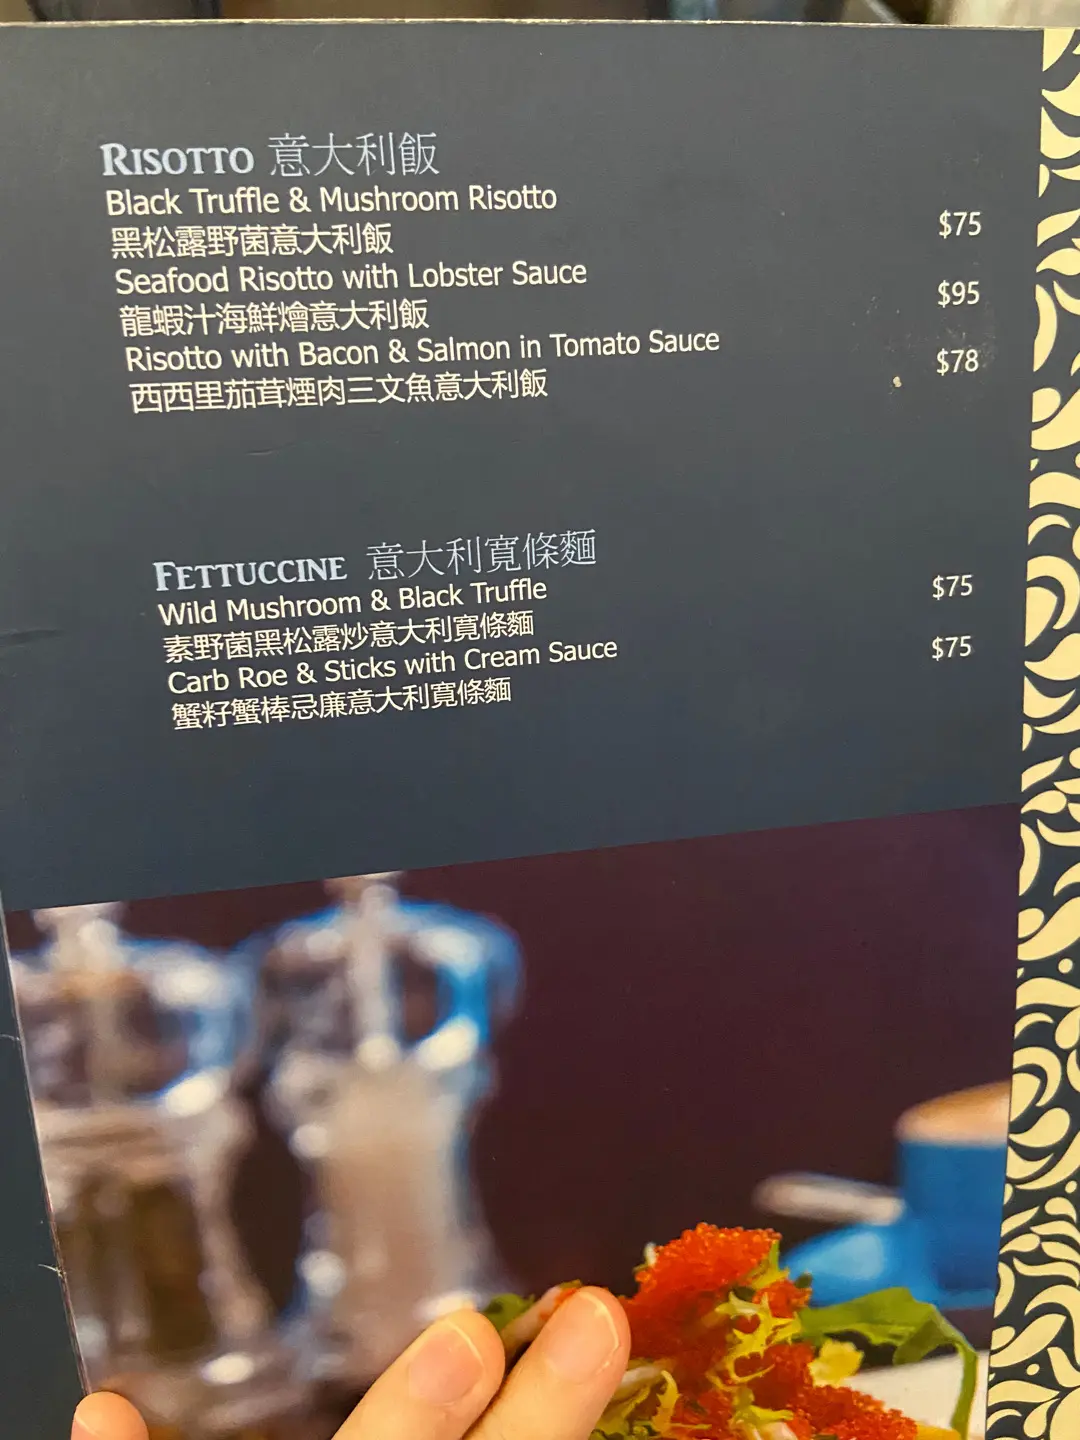 RISOTTO 意大利飯
Black Truffle & Mushroom Risotto $75
黑松露野菌意大利飯
Seafood Risotto with Lobster Sauce $95
龍蝦汁海鮮燴意大利飯
Risotto with Bacon & Salmon in Tomato Sauce $78
西西里茄茸煙肉三文魚意大利飯
FETTUCCINE 意大利寬條麵
Wild Mushroom & Black Truffle $75
素野菌黑松露炒意大利寬條麵
Carb Roe & Sticks with Cream Sauce $75
蟹籽蟹棒忌廉意大利寬條麵